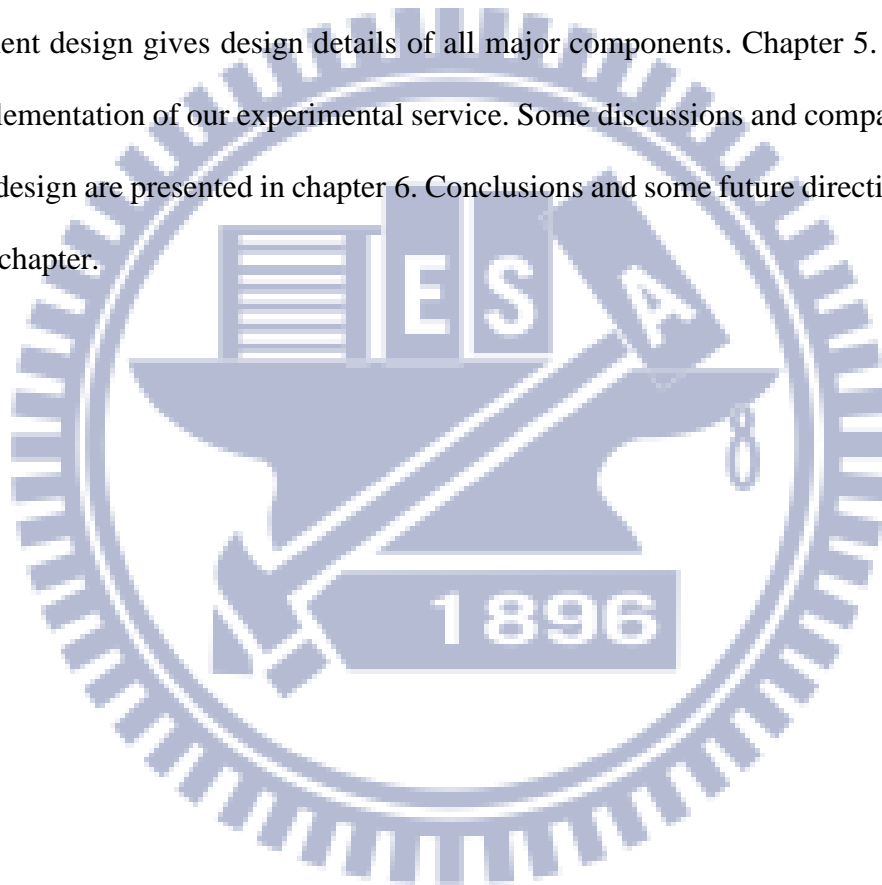 ent design gives design details of all major components. Chapter 5.
lementation of our experimental service. Some discussions and compa
design are presented in chapter 6. Conclusions and some future directi
chapter.
E S A
1896